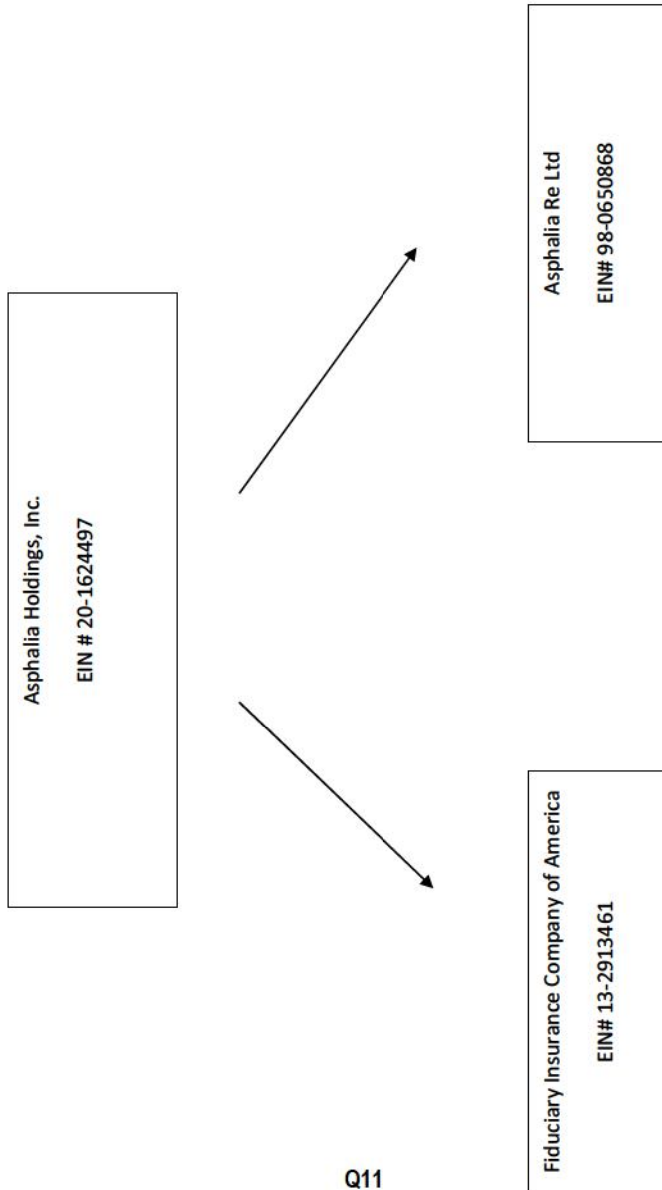 Asphalia Holdings, Inc.
EIN # 20-1624497
Fiduciary Insurance Company of America
EIN# 13-2913461
Asphalia Re Ltd
EIN# 98-0650868
Q11